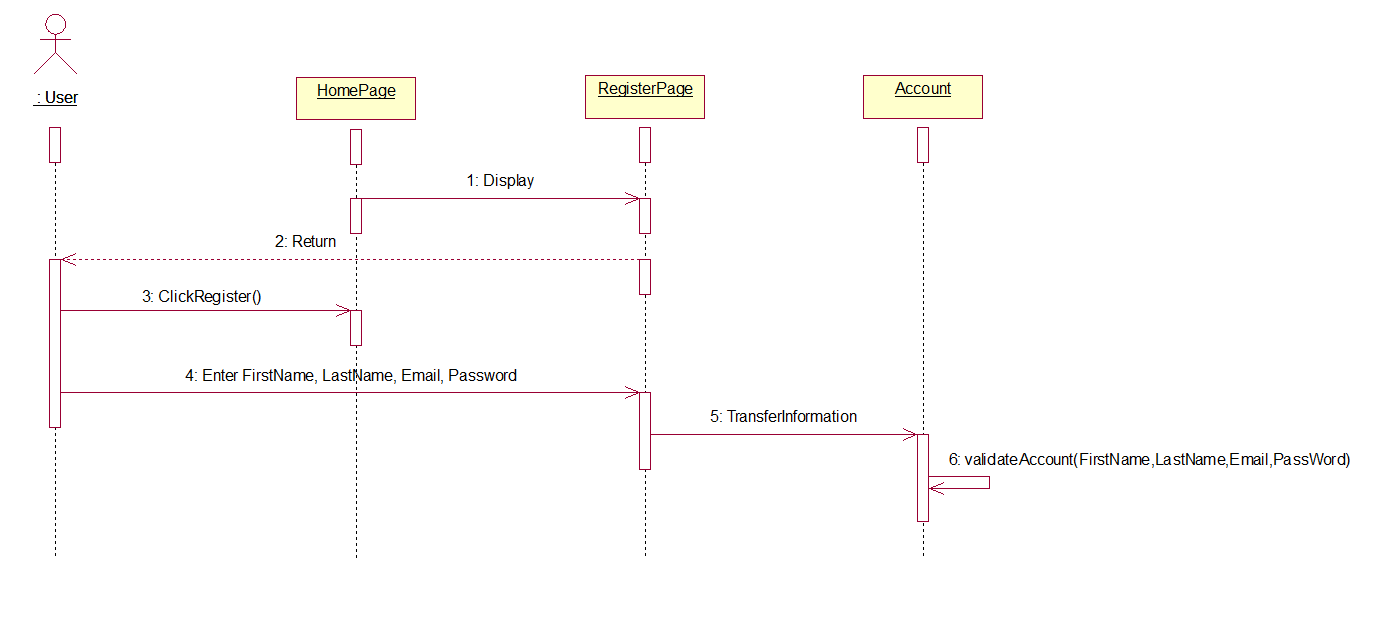 : User
HomePage
RegisterPage
Account
1: Display
2: Return
3: ClickRegister()
4: Enter FirstName, LastName, Email, Password
5: TransferInformation
6: validateAccount(FirstName,LastName,Email,PassWord)